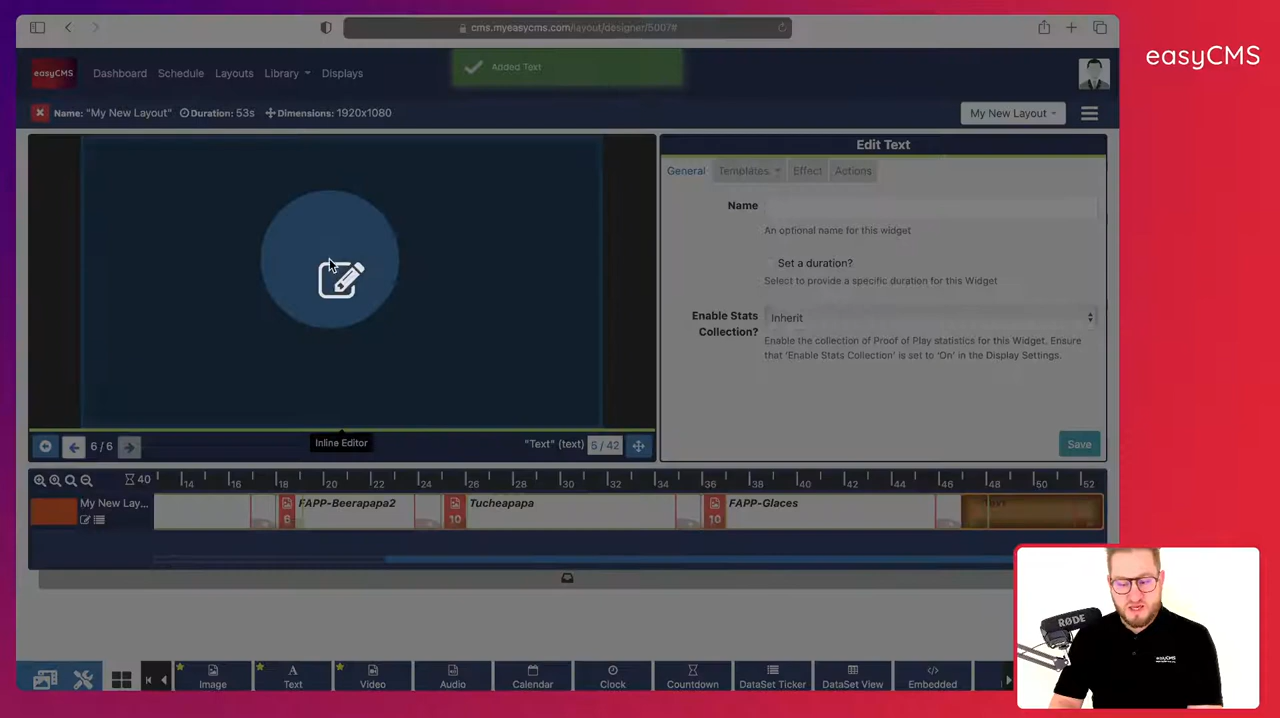 cms.myeasycms.com/layout/designer/5007#
easyCMS
easyCMS
Dashboard
Schedule
Layouts
Library
Displays
Added Text
Name: "My New Layout"
Duration: 53s
Dimensions: 1920x1080
My New Layout
Edit Text
General
Templates
Effect
Actions
Name
An optional name for this widget
Set a duration?
Select to provide a specific duration for this Widget
Enable Stats
Collection?
Inherit
Enable the collection of Proof of Play statistics for this Widget. Ensure
that 'Enable Stats Collection' is set to 'On' in the Display Settings.
6 / 6
Inline Editor
"Text" (text)
6 / 42
Save
40
14
16
18
20
22
24
26
28
30
32
34
36
38
40
42
44
46
48
50
52
My New Lay...
6
FAPP-Beerapapa2
10
Tucheapapa
10
FAPP-Glaces
Text
RØDE
easyCMS
Image
Text
Video
Audio
Calendar
Clock
Countdown
DataSet Ticker
DataSet View
Embedded